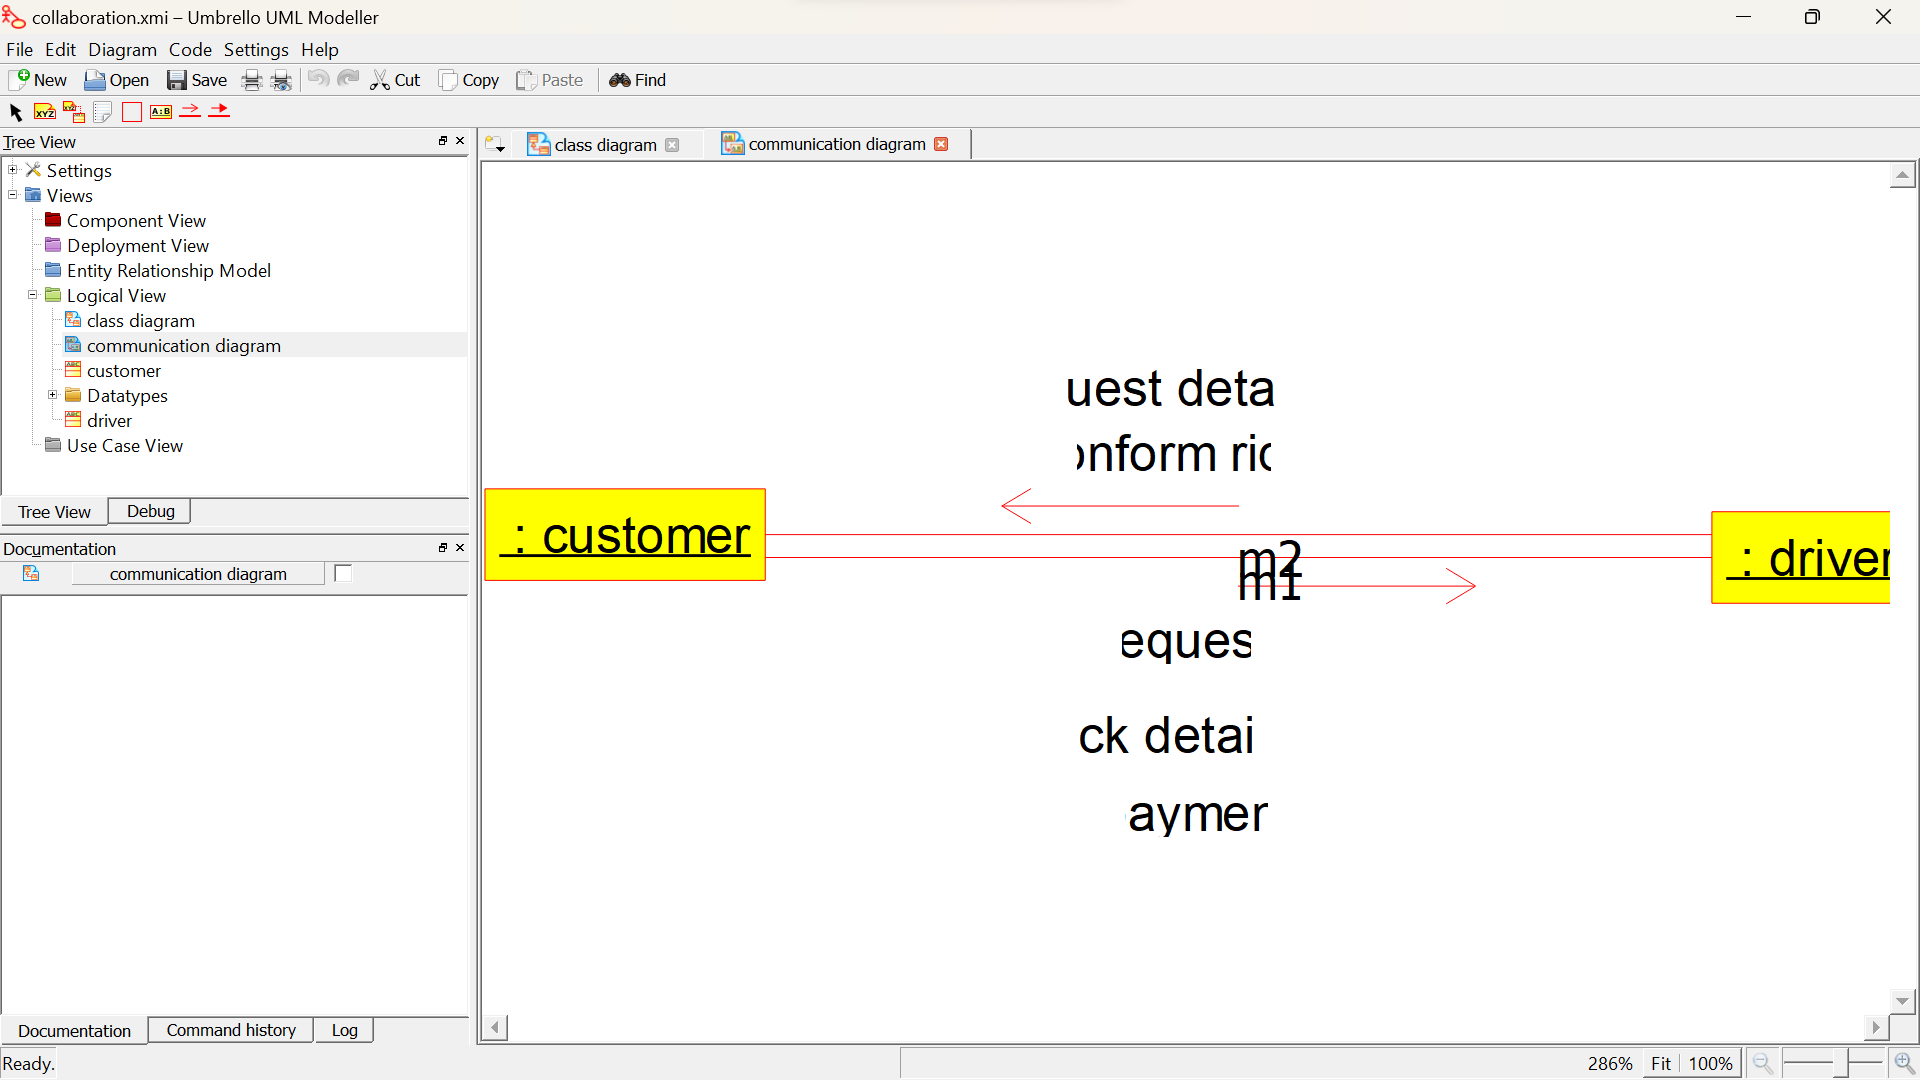 collaboration.xmi – Umbrello UML Modeller
File Edit Diagram Code Settings Help
New Open Save Cut Copy Paste Find
XYZ XYZ A:B
Tree View
class diagram
communication diagram
Settings
Views
Component View
Deployment View
Entity Relationship Model
Logical View
class diagram
communication diagram
customer
Datatypes
driver
Use Case View
Tree View Debug
Documentation
communication diagram
uest deta
onform ric
: customer
: driver
m2
m1
eques
ck detai
aymer
Documentation Command history Log
Ready.
286% Fit 100%